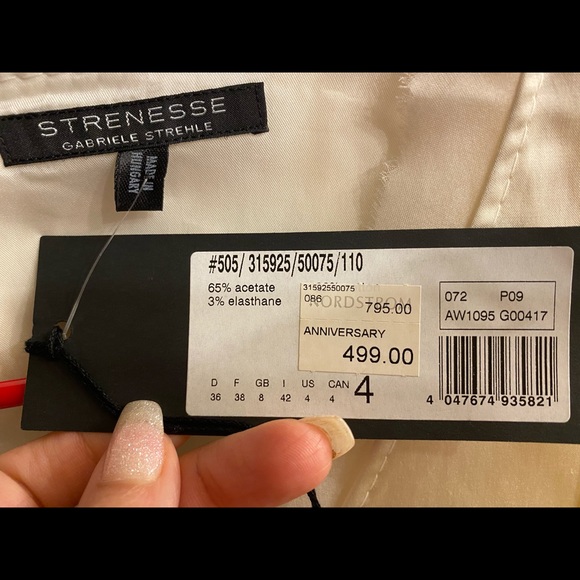 STRENESSE
GABRIELE STREHLE
MADE IN
HUNGARY
#505/ 315925/50075/110
65% acetate
3% elasthane
31592550075
086
NORDSTROM
795.00
ANNIVERSARY
499.00
072 P09
AW1095 G00417
D F GB I US CAN
36 38 8 42 4 4
4
4 047674 935821